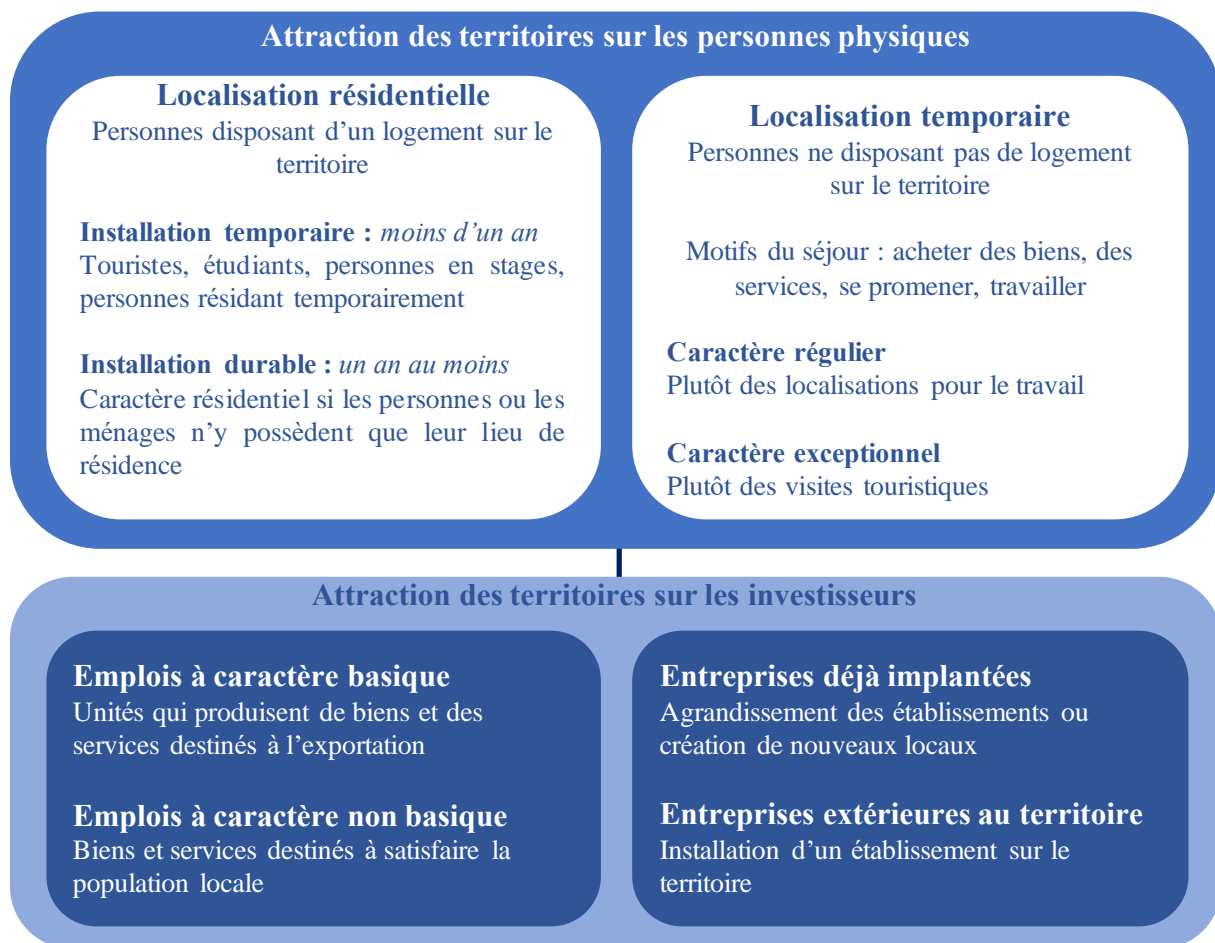 Attraction des territoires sur les personnes physiques
Localisation résidentielle
Personnes disposant d’un logement sur le
territoire
Installation temporaire : moins d’un an
Touristes, étudiants, personnes en stages,
personnes résidant temporairement
Installation durable : un an au moins
Caractère résidentiel si les personnes ou les
ménages n’y possèdent que leur lieu de
résidence
Localisation temporaire
Personnes ne disposant pas de logement
sur le territoire
Motifs du séjour : acheter des biens, des
services, se promener, travailler
Caractère régulier
Plutôt des localisations pour le travail
Caractère exceptionnel
Plutôt des visites touristiques
Attraction des territoires sur les investisseurs
Emplois à caractère basique
Unités qui produisent de biens et des
services destinés à l’exportation
Emplois à caractère non basique
Biens et services destinés à satisfaire la
population locale
Entreprises déjà implantées
Agrandissement des établissements ou
création de nouveaux locaux
Entreprises extérieures au territoire
Installation d’un établissement sur le
territoire